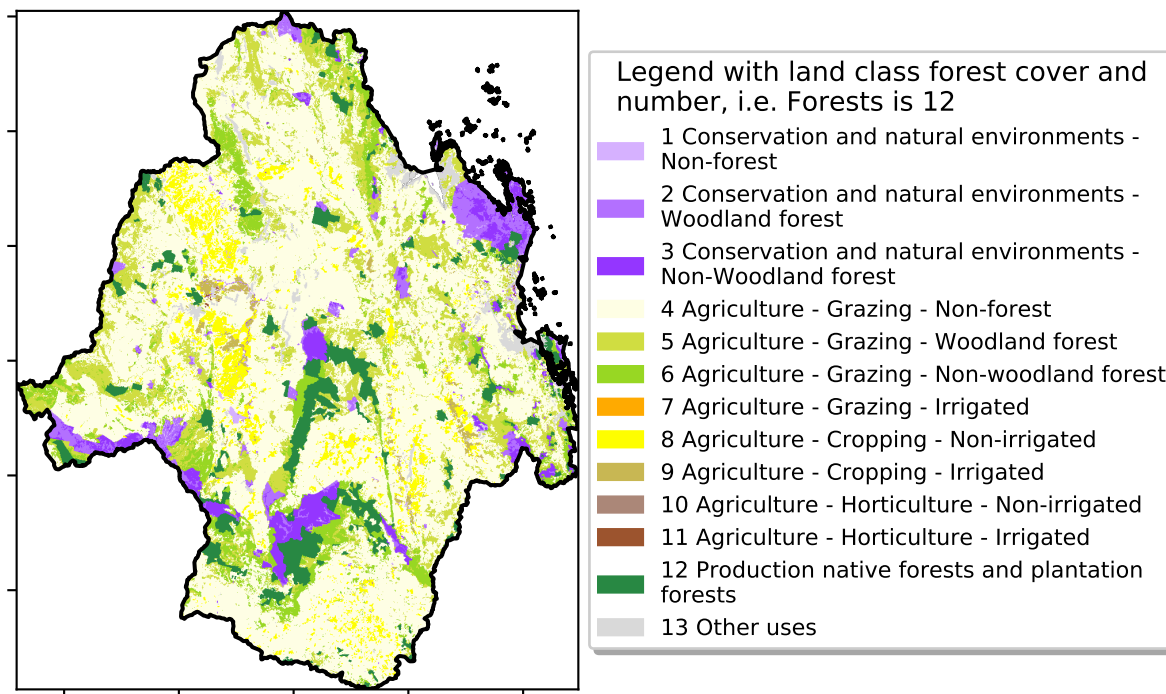 Legend with land class forest cover and
number, i.e. Forests is 12
1 Conservation and natural environments -
Non-forest
2 Conservation and natural environments -
Woodland forest
3 Conservation and natural environments -
Non-Woodland forest
4 Agriculture - Grazing - Non-forest
5 Agriculture - Grazing - Woodland forest
6 Agriculture - Grazing - Non-woodland forest
7 Agriculture - Grazing - Irrigated
8 Agriculture - Cropping - Non-irrigated
9 Agriculture - Cropping - Irrigated
10 Agriculture - Horticulture - Non-irrigated
11 Agriculture - Horticulture - Irrigated
12 Production native forests and plantation
forests
13 Other uses